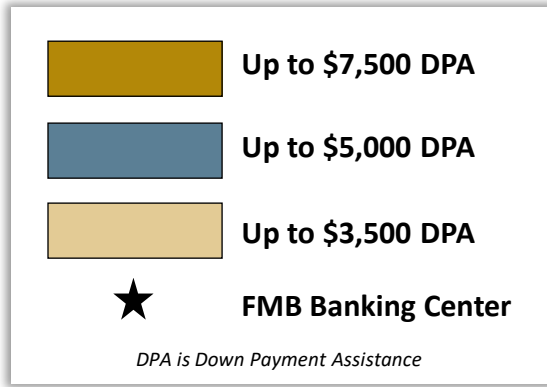 Up to $7,500 DPA
Up to $5,000 DPA
Up to $3,500 DPA
FMB Banking Center
DPA is Down Payment Assistance